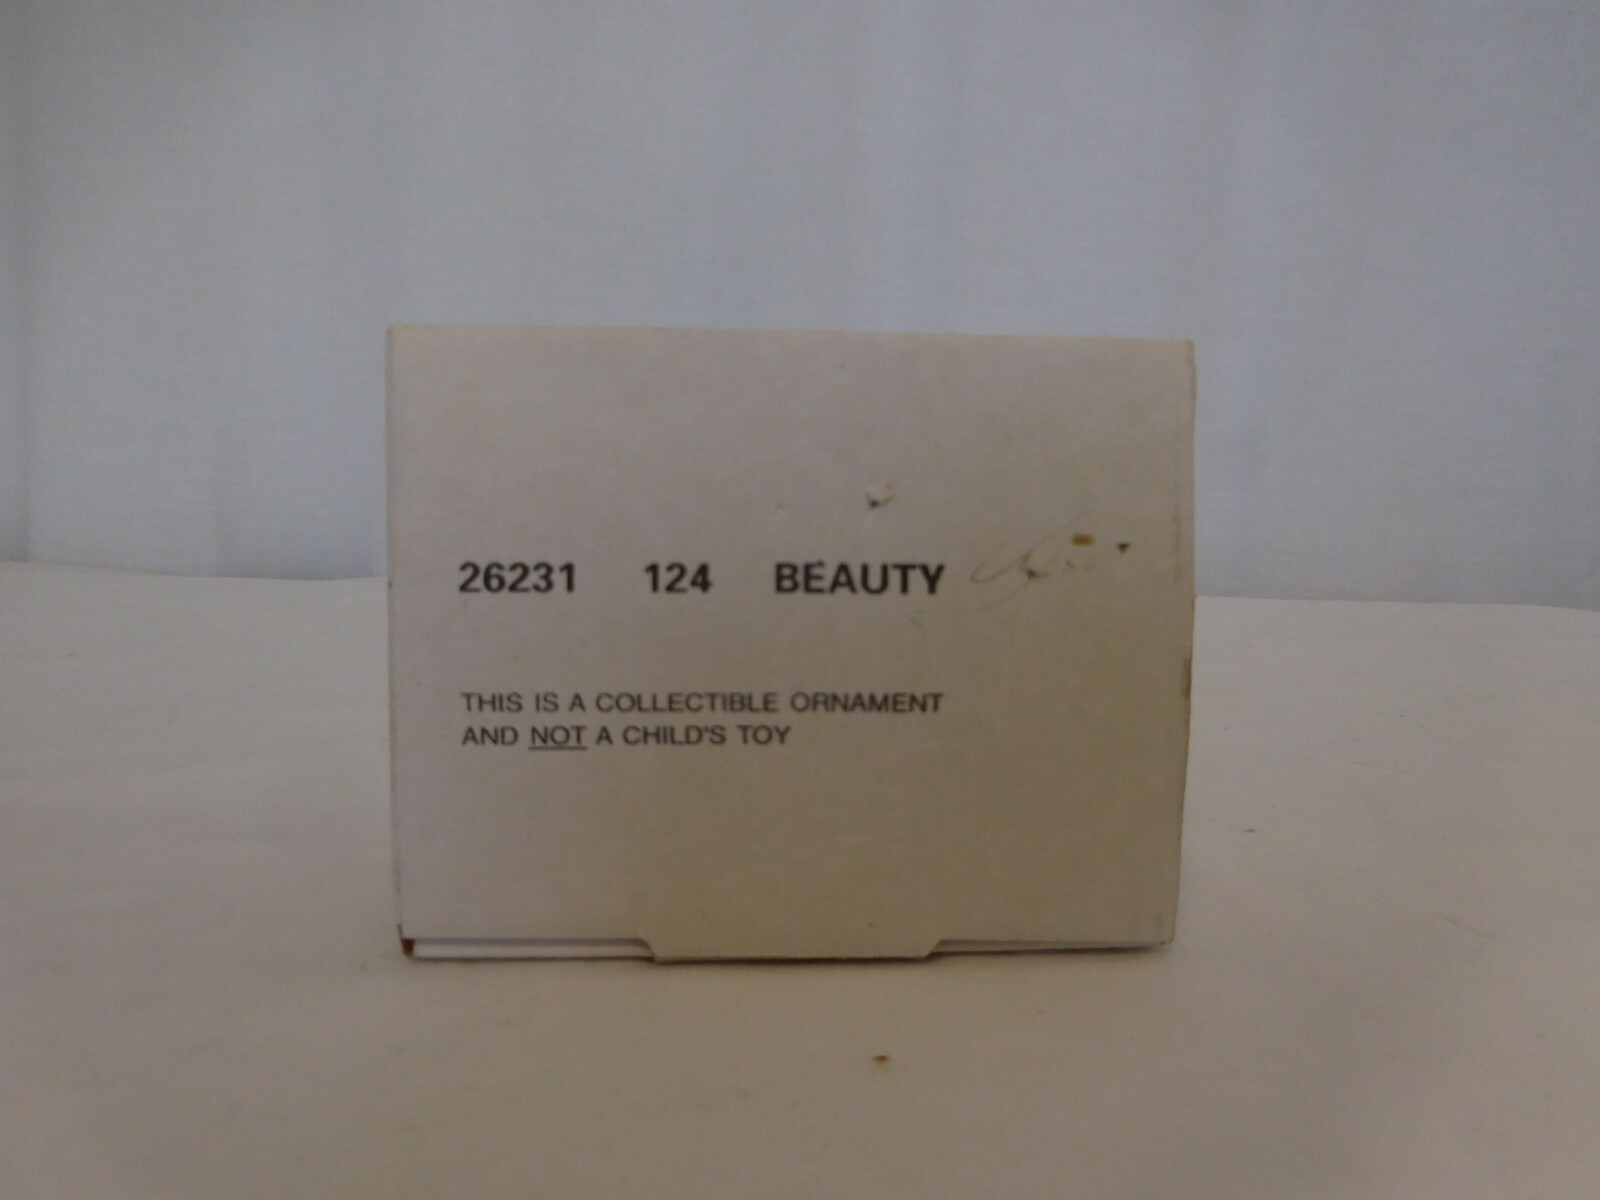 26231 124 BEAUTY
THIS IS A COLLECTIBLE ORNAMENT
AND NOT A CHILD'S TOY